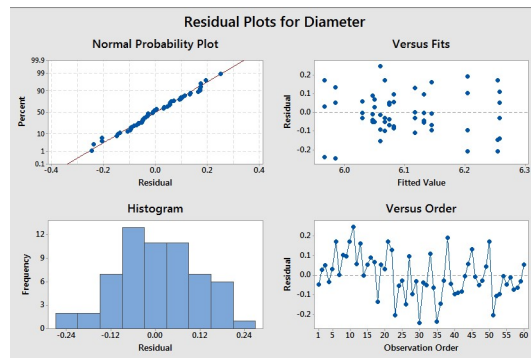 Residual Plots for Diameter
Normal Probability Plot
99.9
99
90
50
10
1
0.1
Percent
-0.4 -0.2 0.0 0.2 0.4
Residual
Versus Fits
0.2
0.1
0.0
-0.1
-0.2
Residual
6.0 6.1 6.2 6.3
Fitted Value
Histogram
12
9
6
3
0
Frequency
-0.24 -0.12 0.00 0.12 0.24
Residual
Versus Order
0.2
0.1
0.0
-0.1
-0.2
Residual
1 5 10 15 20 25 30 35 40 45 50 55 60
Observation Order